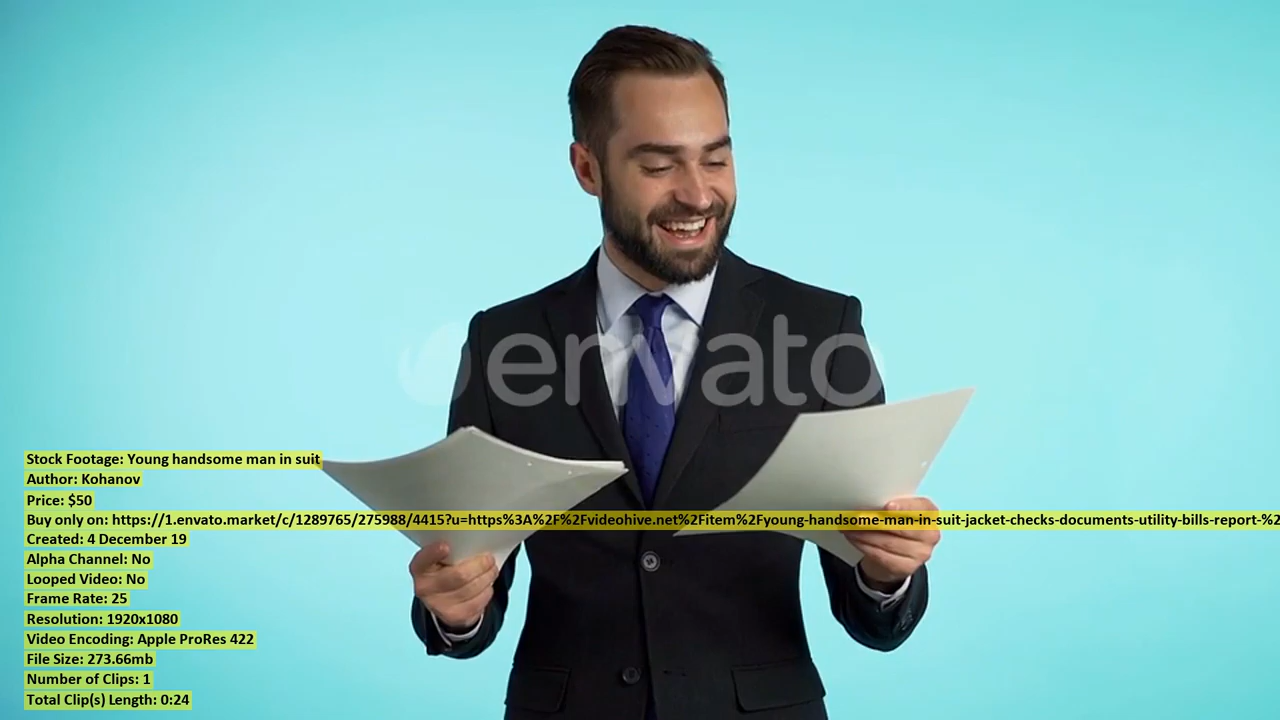 envato
Stock Footage: Young handsome man in suit
Author: Kohanov
Price: $50
Buy only on: https://1.envato.market/c/1289765/275988/4415?u=https%3A%2F%2Fvideohive.net%2Fitem%2Fyoung-handsome-man-in-suit-jacket-checks-documents-utility-bills-report-%2
Created: 4 December 19
Alpha Channel: No
Looped Video: No
Frame Rate: 25
Resolution: 1920x1080
Video Encoding: Apple ProRes 422
File Size: 273.66mb
Number of Clips: 1
Total Clip(s) Length: 0:24